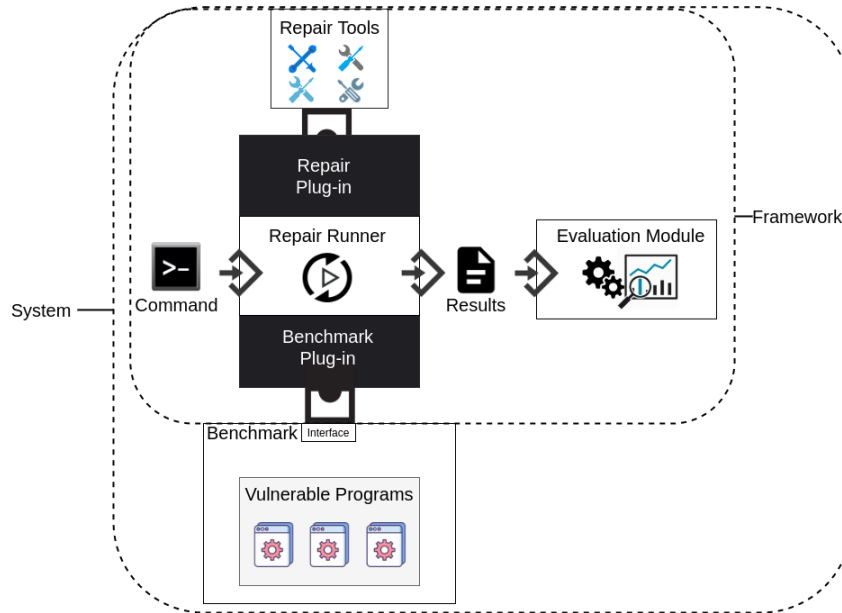 Repair Tools
Repair
Plug-in
Repair Runner
Evaluation Module
Framework
>-
Command
Results
System
Benchmark
Plug-in
Benchmark
Interface
Vulnerable Programs